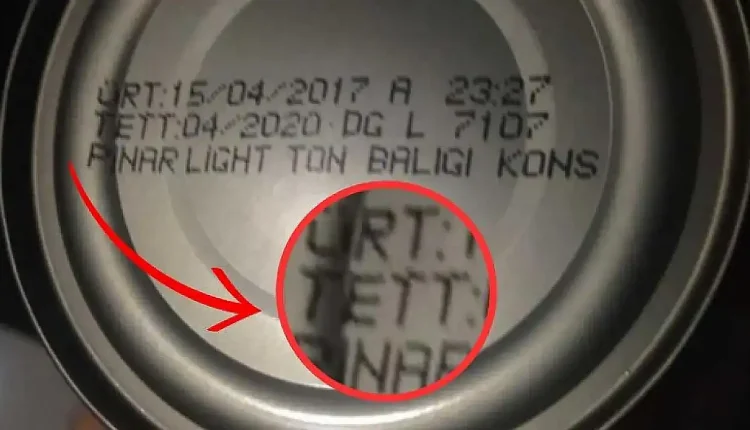 ÜRT:15/04/2017 A 23:27
TETT:04/2020 DG L 7107
PINAR LIGHT TON BALIGI KONS
ÜRT:1
TETT:
PINAR